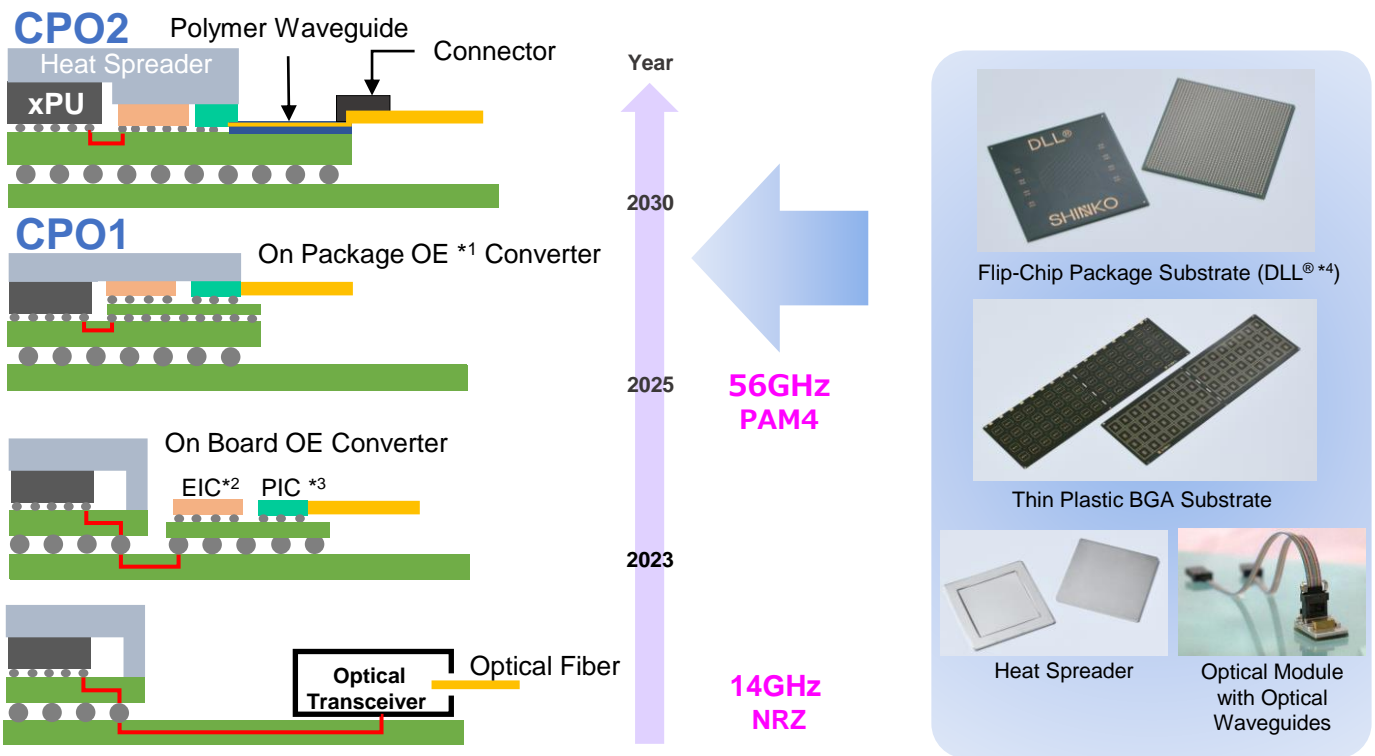 CPO2
Polymer Waveguide
Connector
Heat Spreader
xPU
CPO1
On Package OE *1 Converter
On Board OE Converter
EIC*2
PIC *3
Optical
Transceiver
Optical Fiber
Year
2030
2025
2023
56GHz
PAM4
14GHz
NRZ
DLL®
SHINKO
Flip-Chip Package Substrate (DLL® *4)
Thin Plastic BGA Substrate
Heat Spreader
Optical Module
with Optical
Waveguides